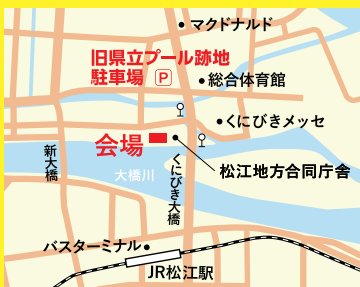 マクドナルド
旧県立プール跡地
駐車場 P
総合体育館
くにびきメッセ
会場
松江地方合同庁舎
新大橋
大橋川
くにびき大橋
バスターミナル
JR松江駅